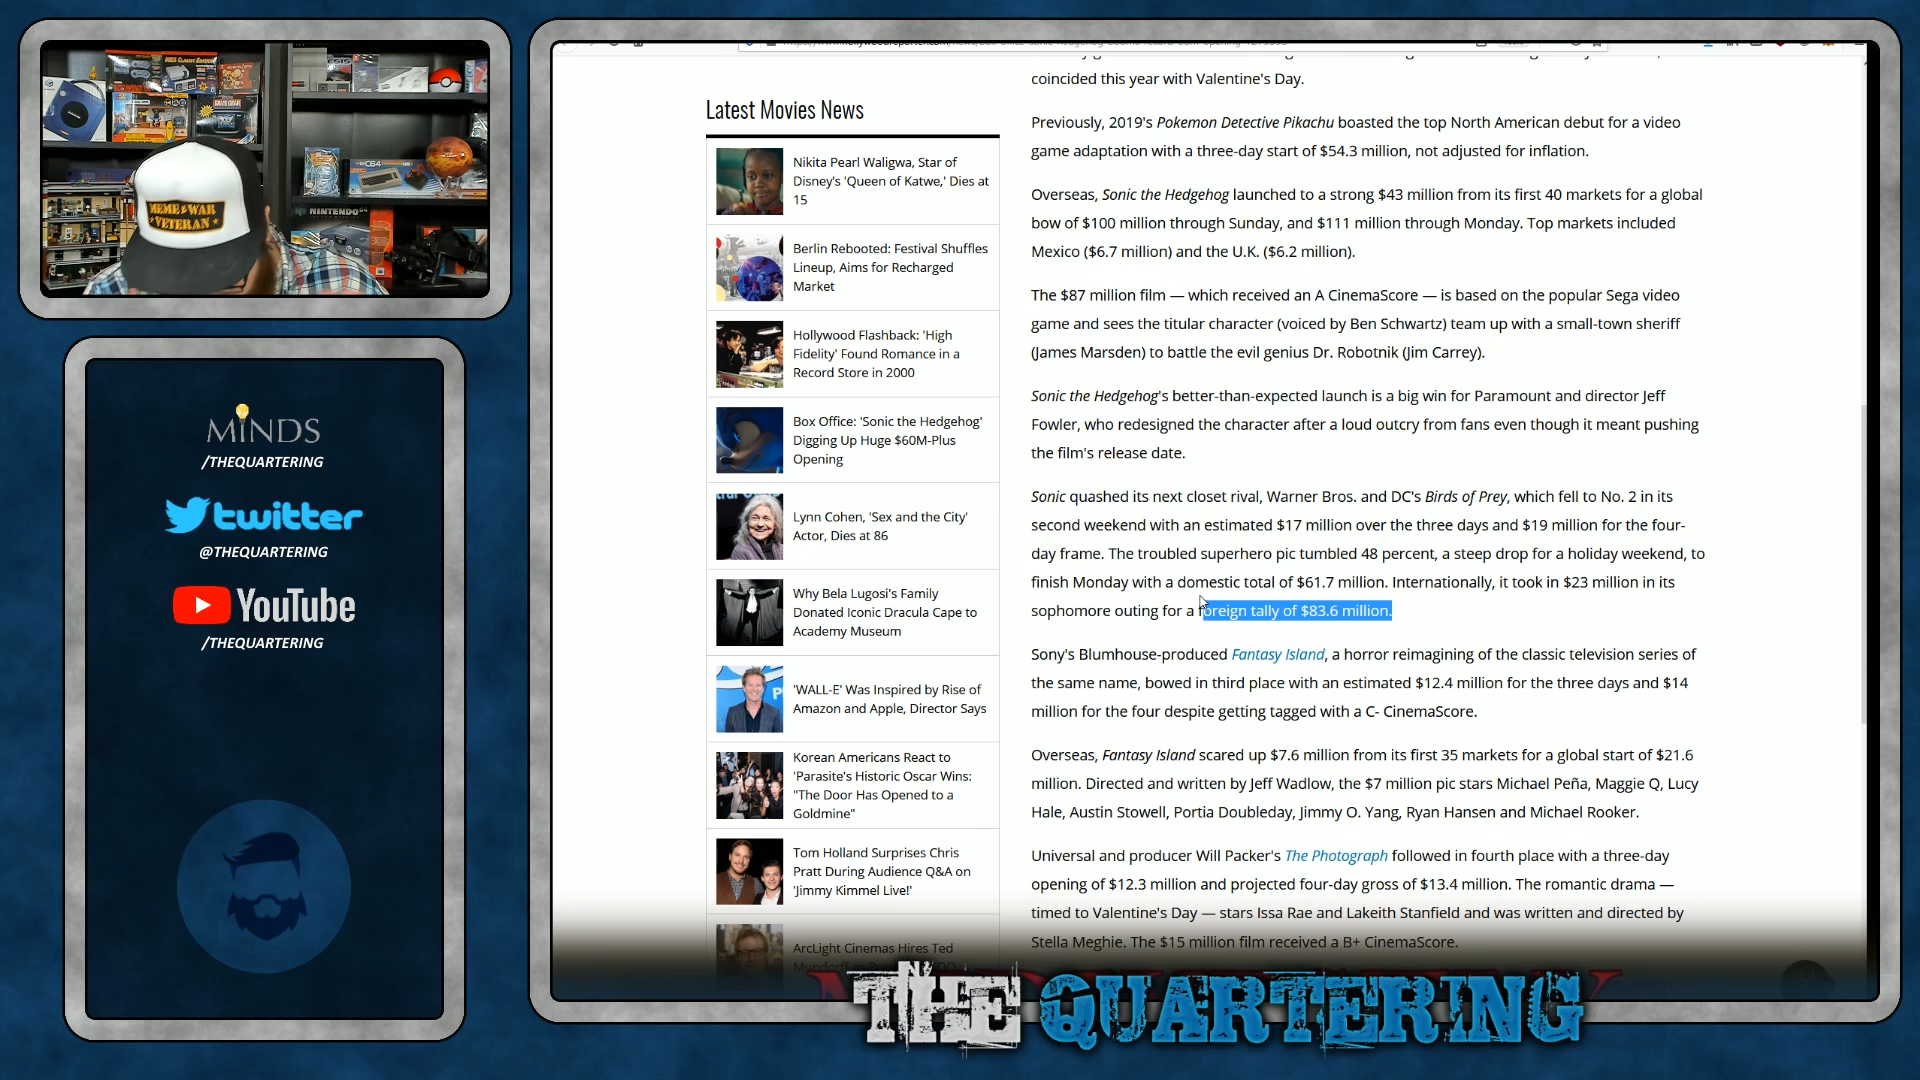 MEME WAR
VETERAN
NINTENDO
C64
GAME GEAR
MINDS
/THEQUARTERING
twitter
@THEQUARTERING
YouTube
/THEQUARTERING
Latest Movies News
Nikita Pearl Waligwa, Star of
Disney's 'Queen of Katwe,' Dies at
15
Berlin Rebooted: Festival Shuffles
Lineup, Aims for Recharged
Market
Hollywood Flashback: 'High
Fidelity' Found Romance in a
Record Store in 2000
Box Office: 'Sonic the Hedgehog'
Digging Up Huge $60M-Plus
Opening
Lynn Cohen, 'Sex and the City'
Actor, Dies at 86
Why Bela Lugosi's Family
Donated Iconic Dracula Cape to
Academy Museum
'WALL-E' Was Inspired by Rise of
Amazon and Apple, Director Says
Korean Americans React to
'Parasite's Historic Oscar Wins:
"The Door Has Opened to a
Goldmine"
Tom Holland Surprises Chris
Pratt During Audience Q&A on
'Jimmy Kimmel Live!'
ArcLight Cinemas Hires Ted
coincided this year with Valentine's Day.
Previously, 2019's Pokemon Detective Pikachu boasted the top North American debut for a video
game adaptation with a three-day start of $54.3 million, not adjusted for inflation.
Overseas, Sonic the Hedgehog launched to a strong $43 million from its first 40 markets for a global
bow of $100 million through Sunday, and $111 million through Monday. Top markets included
Mexico ($6.7 million) and the U.K. ($6.2 million).
The $87 million film — which received an A CinemaScore — is based on the popular Sega video
game and sees the titular character (voiced by Ben Schwartz) team up with a small-town sheriff
(James Marsden) to battle the evil genius Dr. Robotnik (Jim Carrey).
Sonic the Hedgehog's better-than-expected launch is a big win for Paramount and director Jeff
Fowler, who redesigned the character after a loud outcry from fans even though it meant pushing
the film's release date.
Sonic quashed its next closet rival, Warner Bros. and DC's Birds of Prey, which fell to No. 2 in its
second weekend with an estimated $17 million over the three days and $19 million for the four-
day frame. The troubled superhero pic tumbled 48 percent, a steep drop for a holiday weekend, to
finish Monday with a domestic total of $61.7 million. Internationally, it took in $23 million in its
sophomore outing for a foreign tally of $83.6 million.
Sony's Blumhouse-produced Fantasy Island, a horror reimagining of the classic television series of
the same name, bowed in third place with an estimated $12.4 million for the three days and $14
million for the four despite getting tagged with a C- CinemaScore.
Overseas, Fantasy Island scared up $7.6 million from its first 35 markets for a global start of $21.6
million. Directed and written by Jeff Wadlow, the $7 million pic stars Michael Peña, Maggie Q, Lucy
Hale, Austin Stowell, Portia Doubleday, Jimmy O. Yang, Ryan Hansen and Michael Rooker.
Universal and producer Will Packer's The Photograph followed in fourth place with a three-day
opening of $12.3 million and projected four-day gross of $13.4 million. The romantic drama —
timed to Valentine's Day — stars Issa Rae and Lakeith Stanfield and was written and directed by
Stella Meghie. The $15 million film received a B+ CinemaScore.
THE QUARTERING